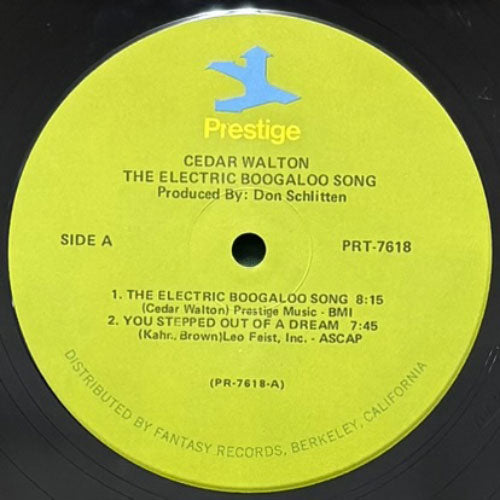 Prestige
CEDAR WALTON
THE ELECTRIC BOOGALOO SONG
Produced By: Don Schlitten
SIDE A
PRT-7618
1. THE ELECTRIC BOOGALOO SONG 8:15
(Cedar Walton) Prestige Music - BMI
2. YOU STEPPED OUT OF A DREAM 7:45
(Kahr., Brown)Leo Feist, Inc. - ASCAP
(PR-7618-A)
DISTRIBUTED BY FANTASY RECORDS, BERKELEY, CALIFORNIA